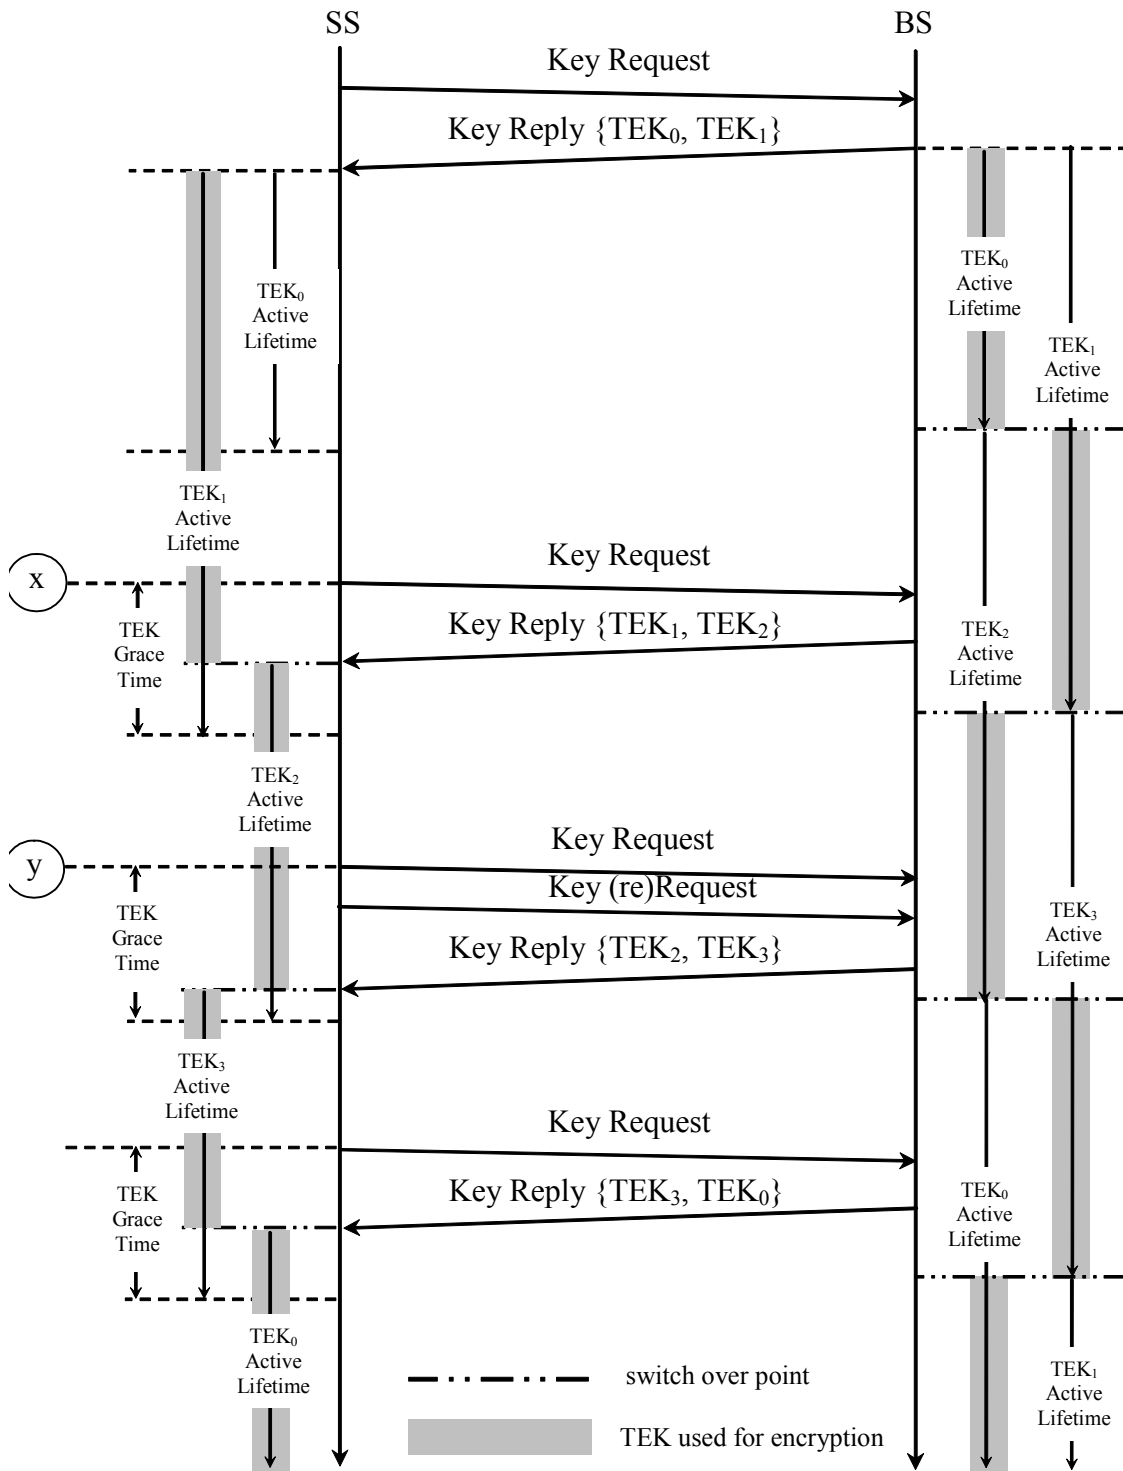 SS
BS
Key Request
Key Reply {TEK₀, TEK₁}
TEK₀
Active
Lifetime
TEK₀
Active
Lifetime
TEK₁
Active
Lifetime
TEK₁
Active
Lifetime
x
Key Request
TEK
Grace
Time
Key Reply {TEK₁, TEK₂}
TEK₂
Active
Lifetime
TEK₂
Active
Lifetime
y
Key Request
Key (re)Request
TEK
Grace
Time
Key Reply {TEK₂, TEK₃}
TEK₃
Active
Lifetime
TEK₃
Active
Lifetime
Key Request
TEK
Grace
Time
Key Reply {TEK₃, TEK₀}
TEK₀
Active
Lifetime
TEK₀
Active
Lifetime
switch over point
TEK₁
Active
Lifetime
TEK used for encryption